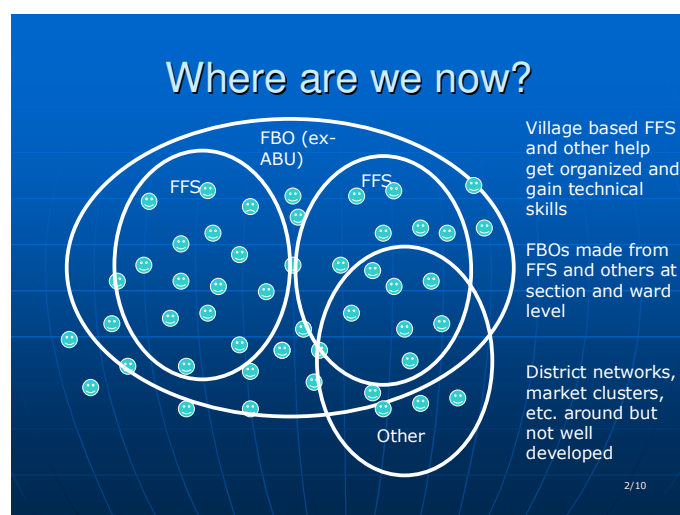 Where are we now?
FBO (ex-
ABU)
FFS
FFS
Other
Village based FFS
and other help
get organized and
gain technical
skills
FBOs made from
FFS and others at
section and ward
level
District networks,
market clusters,
etc. around but
not well
developed
2/10